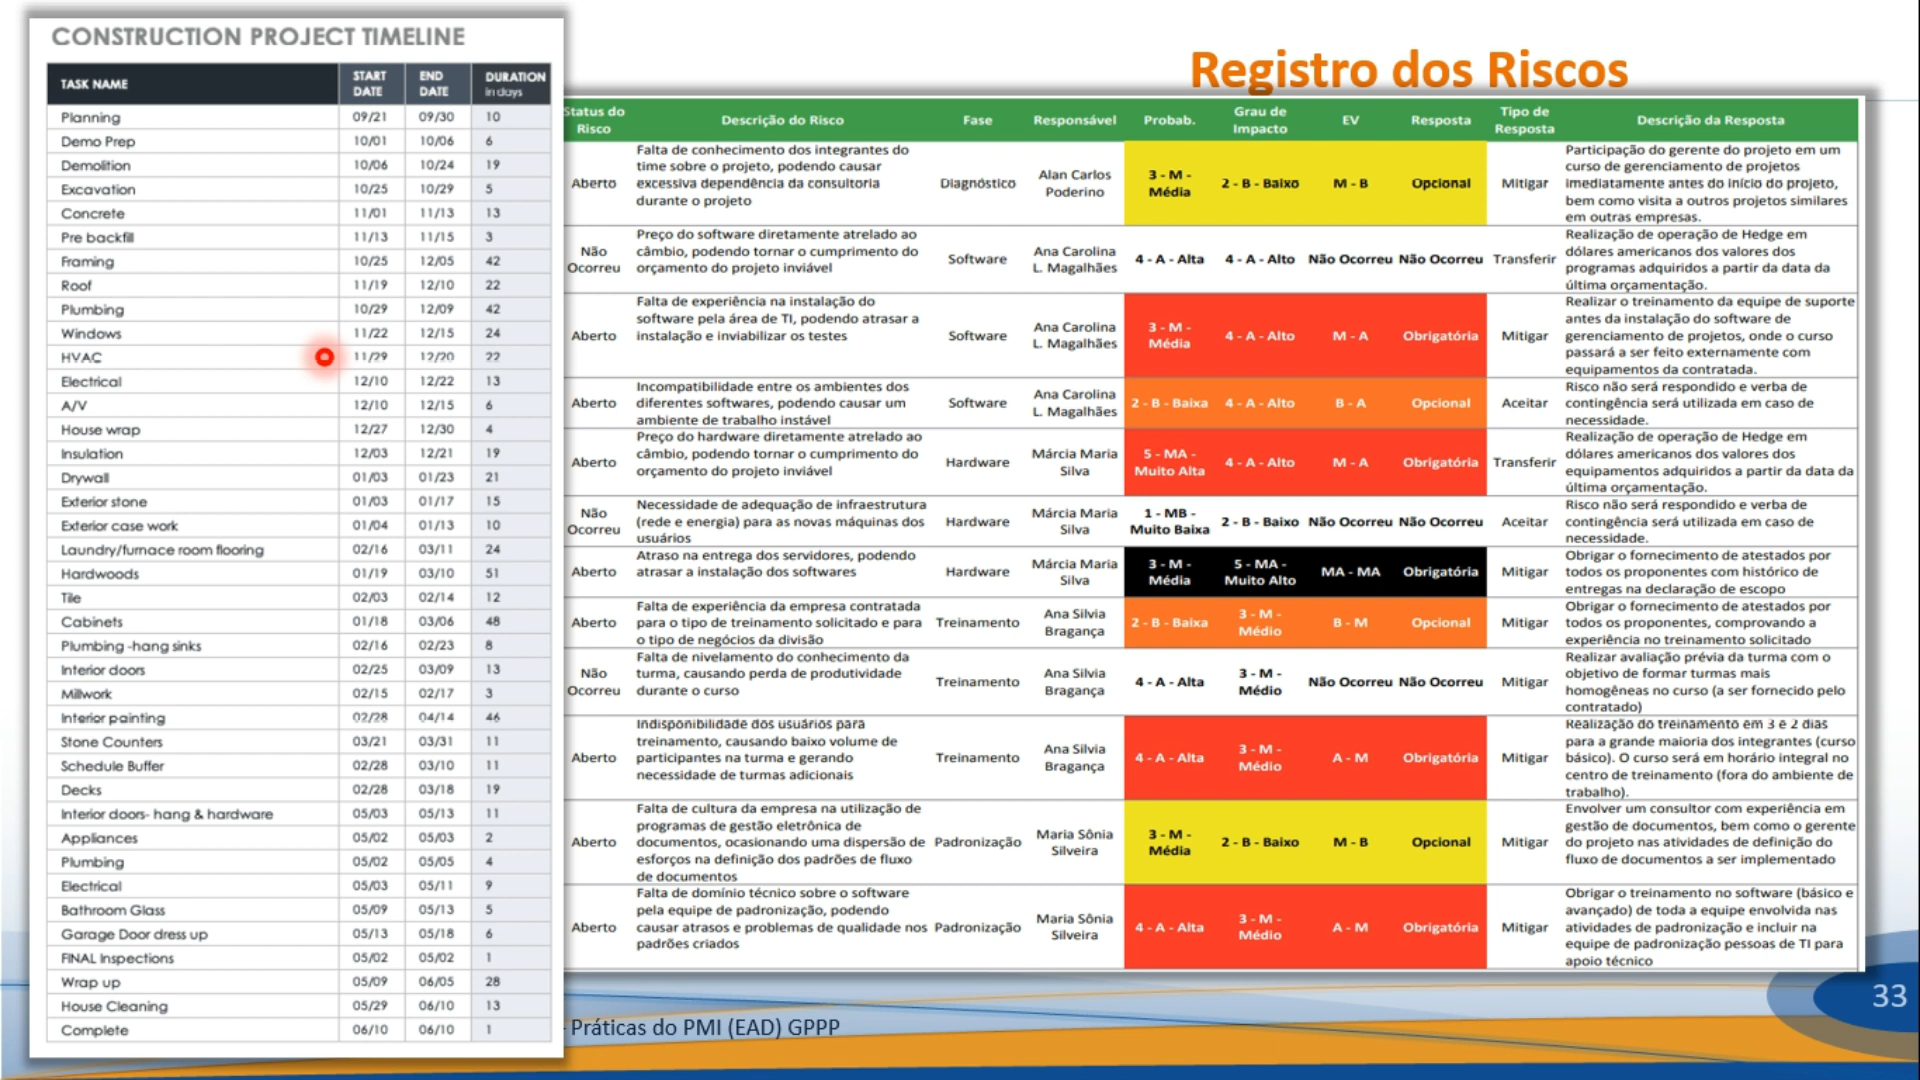 CONSTRUCTION PROJECT TIMELINE
TASK NAME START DATE END DATE DURATION in days
Planning 09/21 09/30 10
Demo Prep 10/01 10/06 6
Demolition 10/06 10/24 19
Excavation 10/25 10/29 5
Concrete 11/01 11/13 13
Pre backfill 11/13 11/15 3
Framing 10/25 12/05 42
Roof 11/19 12/10 22
Plumbing 10/29 12/09 42
Windows 11/22 12/15 24
HVAC 11/29 12/20 22
Electrical 12/10 12/22 13
A/V 12/10 12/15 6
House wrap 12/27 12/30 4
Insulation 12/03 12/21 19
Drywall 01/03 01/23 21
Exterior stone 01/03 01/17 15
Exterior case work 01/04 01/13 10
Laundry/furnace room flooring 02/16 03/11 24
Hardwoods 01/19 03/10 51
Tile 02/03 02/14 12
Cabinets 01/18 03/06 48
Plumbing -hang sinks 02/16 02/23 8
Interior doors 02/25 03/09 13
Millwork 02/15 02/17 3
Interior painting 02/28 04/14 46
Stone Counters 03/21 03/31 11
Schedule Buffer 02/28 03/10 11
Decks 02/28 03/18 19
Interior doors- hang & hardware 05/03 05/13 11
Appliances 05/02 05/03 2
Plumbing 05/02 05/05 4
Electrical 05/03 05/11 9
Bathroom Glass 05/09 05/13 5
Garage Door dress up 05/13 05/18 6
FINAL Inspections 05/02 05/02 1
Wrap up 05/09 06/05 28
House Cleaning 05/29 06/10 13
Complete 06/10 06/10 1
Registro dos Riscos
Status do Risco Descrição do Risco Fase Responsável Probab. Grau de Impacto EV Resposta Tipo de Resposta Descrição da Resposta
Aberto
Falta de conhecimento dos integrantes do
time sobre o projeto, podendo causar
excessiva dependência da consultoria
durante o projeto
Diagnóstico
Alan Carlos
Poderino
3 - M -
Média
2 - B - Baixo
M - B
Opcional
Mitigar
Participação do gerente do projeto em um
curso de gerenciamento de projetos
imediatamente antes do início do projeto,
bem como visita a outros projetos similares
em outras empresas.
Não
Ocorreu
Preço do software diretamente atrelado ao
câmbio, podendo tornar o cumprimento do
orçamento do projeto inviável
Software
Ana Carolina
L. Magalhães
4 - A - Alta
4 - A - Alto
Não Ocorreu
Não Ocorreu
Transferir
Realização de operação de Hedge em
dólares americanos dos valores dos
programas adquiridos a partir da data da
última orçamentação.
Aberto
Falta de experiência na instalação do
software pela área de TI, podendo atrasar a
instalação e inviabilizar os testes
Software
Ana Carolina
L. Magalhães
3 - M -
Média
4 - A - Alto
M - A
Obrigatória
Mitigar
Realizar o treinamento da equipe de suporte
antes da instalação do software de
gerenciamento de projetos, onde o curso
passará a ser feito externamente com
equipamentos da contratada.
Aberto
Incompatibilidade entre os ambientes dos
diferentes softwares, podendo causar um
ambiente de trabalho instável
Software
Ana Carolina
L. Magalhães
2 - B - Baixa
4 - A - Alto
B - A
Opcional
Aceitar
Risco não será respondido e verba de
contingência será utilizada em caso de
necessidade.
Aberto
Preço do hardware diretamente atrelado ao
câmbio, podendo tornar o cumprimento do
orçamento do projeto inviável
Hardware
Márcia Maria
Silva
5 - MA -
Muito Alta
4 - A - Alto
M - A
Obrigatória
Transferir
Realização de operação de Hedge em
dólares americanos dos valores dos
equipamentos adquiridos a partir da data da
última orçamentação.
Não
Ocorreu
Necessidade de adequação de infraestrutura
(rede e energia) para as novas máquinas dos
usuários
Hardware
Márcia Maria
Silva
1 - MB -
Muito Baixa
2 - B - Baixo
Não Ocorreu
Não Ocorreu
Aceitar
Risco não será respondido e verba de
contingência será utilizada em caso de
necessidade.
Aberto
Atraso na entrega dos servidores, podendo
atrasar a instalação dos softwares
Hardware
Márcia Maria
Silva
3 - M -
Média
5 - MA -
Muito Alto
MA - MA
Obrigatória
Mitigar
Obrigar o fornecimento de atestados por
todos os proponentes com histórico de
entregas na declaração de escopo
Aberto
Falta de experiência da empresa contratada
para o tipo de treinamento solicitado e para
o tipo de negócios da divisão
Treinamento
Ana Silvia
Bragança
2 - B - Baixa
3 - M -
Médio
B - M
Opcional
Mitigar
Obrigar o fornecimento de atestados por
todos os proponentes, comprovando a
experiência no treinamento solicitado
Não
Ocorreu
Falta de nivelamento do conhecimento da
turma, causando perda de produtividade
durante o curso
Treinamento
Ana Silvia
Bragança
4 - A - Alta
3 - M -
Médio
Não Ocorreu
Não Ocorreu
Mitigar
Realizar avaliação prévia da turma com o
objetivo de formar turmas mais
homogêneas no curso (a ser fornecido pelo
contratado)
Aberto
Indisponibilidade dos usuários para
treinamento, causando baixo volume de
participantes na turma e gerando
necessidade de turmas adicionais
Treinamento
Ana Silvia
Bragança
4 - A - Alta
3 - M -
Médio
A - M
Obrigatória
Mitigar
Realização do treinamento em 3 e 2 dias
para a grande maioria dos integrantes (curso
básico). O curso será em horário integral no
centro de treinamento (fora do ambiente de
trabalho).
Aberto
Falta de cultura da empresa na utilização de
programas de gestão eletrônica de
documentos, ocasionando uma dispersão de
esforços na definição dos padrões de fluxo
de documentos
Padronização
Maria Sônia
Silveira
3 - M -
Média
2 - B - Baixo
M - B
Opcional
Mitigar
Envolver um consultor com experiência em
gestão de documentos, bem como o gerente
do projeto nas atividades de definição do
fluxo de documentos a ser implementado
Aberto
Falta de domínio técnico sobre o software
pela equipe de padronização, podendo
causar atrasos e problemas de qualidade nos
padrões criados
Padronização
Maria Sônia
Silveira
4 - A - Alta
3 - M -
Médio
A - M
Obrigatória
Mitigar
Obrigar o treinamento no software (básico e
avançado) de toda a equipe envolvida nas
atividades de padronização e incluir na
equipe de padronização pessoas de TI para
apoio técnico
- Práticas do PMI (EAD) GPPP
33